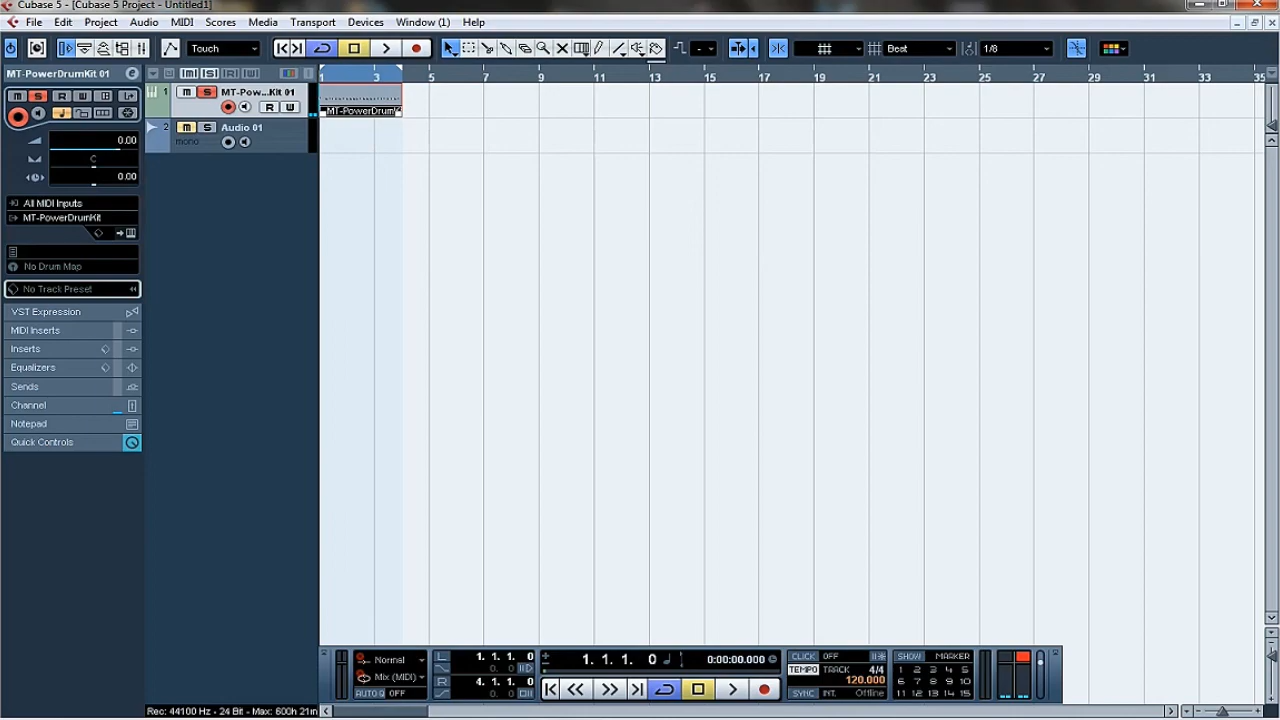 Cubase 5 - [Cubase 5 Project - Untitled1]
File Edit Project Audio MIDI Scores Media Transport Devices Window (1) Help
Touch - Beat 1/8
MT-PowerDrumKit 01
[M] [S] [R] [W]
1 3 5 7 9 11 13 15 17 19 21 23 25 27 29 31 33 35
M S R W
1 M S MT-Pow...Kit 01
R W
MT-PowerDrumK
2 M S Audio 01
mono
0.00
C
0.00
All MIDI Inputs
MT-PowerDrumKit
No Drum Map
No Track Preset
VST Expression
MIDI Inserts
Inserts
Equalizers
Sends
Channel
Notepad
Quick Controls
Normal
Mix (MIDI)
AUTO Q OFF
L 1. 1. 1. 0
0. 0
R 4. 1. 1. 0
0. 0
1. 1. 1. 0 0:00:00.000
CLICK OFF
TEMPO TRACK 4/4
120.000
SYNC INT. Offline
SHOW MARKER
1 2 3 4 5
6 7 8 9 10
11 12 13 14 15
Rec: 44100 Hz - 24 Bit - Max: 600h 21m